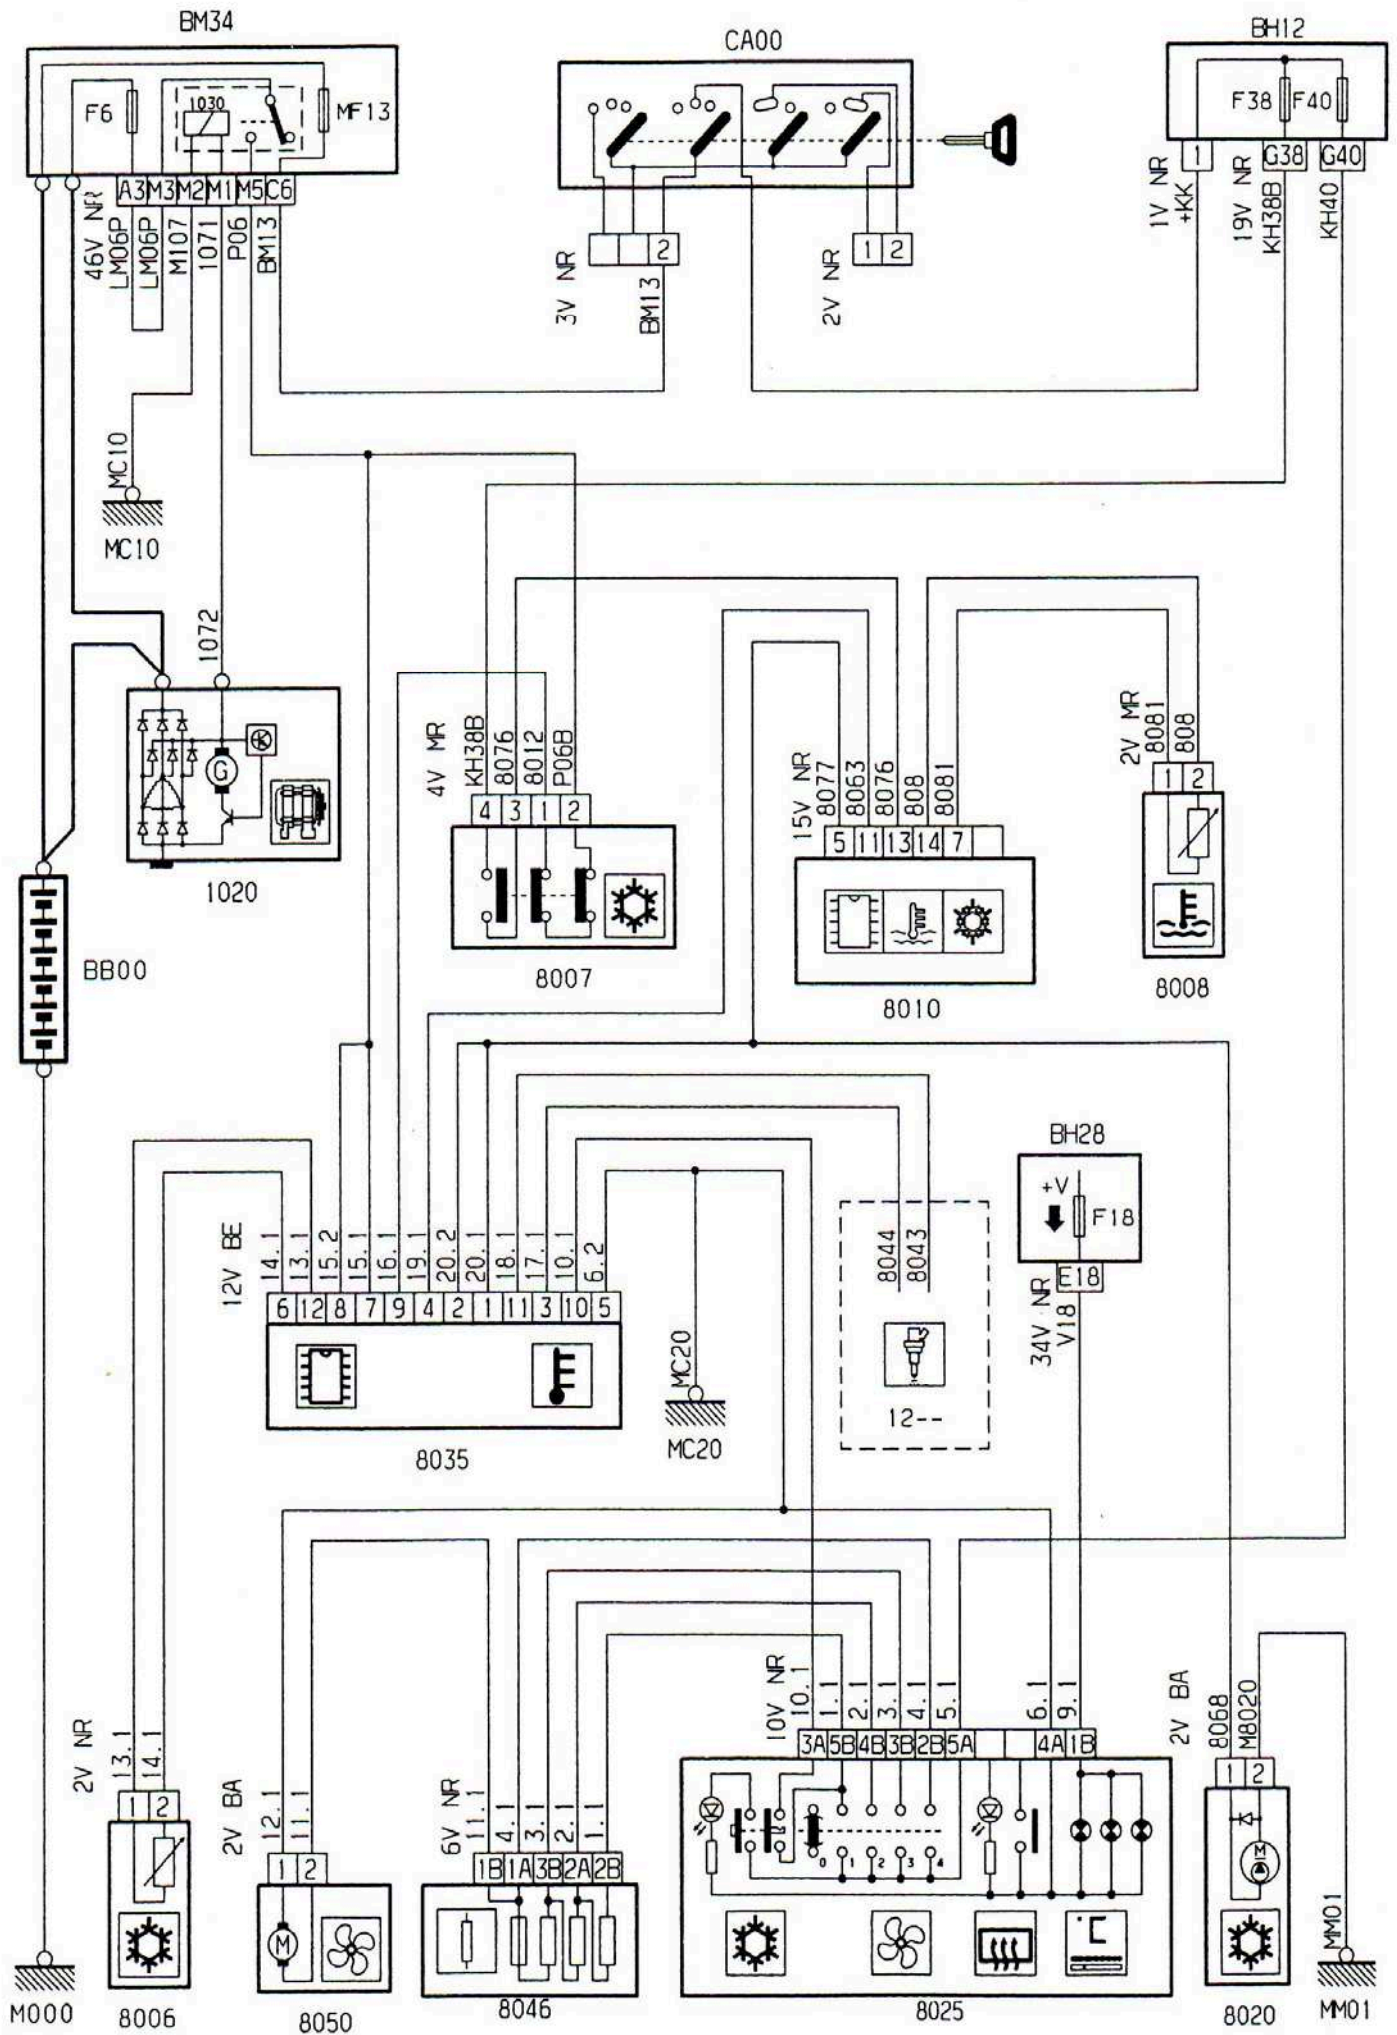 BM34
CA00
BH12
F6
1030
MF13
F38
F40
A3 M3 M2 M1 M5 C6
1
G38
G40
46V NR
LM06P
LM06P
M107
1071
P06
BM13
2
3V NR
BM13
1 2
2V NR
1V NR
+KK
19V NR
KH38B
KH40
MC10
MC10
1072
G
K
1020
BB00
4V MR
KH38B
8076
8012
P06B
4 3 1 2
8007
15V NR
8077
8063
8076
808
8081
5 11 13 14 7
8010
2V MR
8081
808
1 2
8008
BH28
+V
F18
E18
34V NR
V18
12V BE
14.1
13.1
15.2
15.1
16.1
19.1
20.2
20.1
18.1
17.1
10.1
6.2
6 12 8 7 9 4 2 1 11 3 10 5
8035
MC20
MC20
8044
8043
12--
2V NR
13.1
14.1
1 2
8006
2V BA
12.1
11.1
1 2
M
8050
6V NR
11.1
4.1
3.1
2.1
1.1
1B 1A 3B 2A 2B
8046
10V NR
10.1
1.1
2.1
3.1
4.1
5.1
6.1
9.1
3A 5B 4B 3B 2B 5A 4A 1B
0 1 2 3 4
°C
8025
2V BA
8068
M8020
1 2
M
8020
MM01
MM01
M000